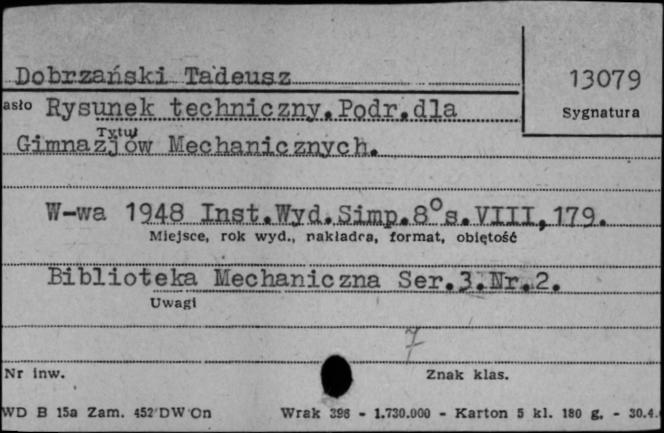 Dobrzański Tadeusz
13079
asło Rysunek techniczny.Podr.dla
Sygnatura
Tytuł
Gimnazjów Mechanicznych.
W-wa 1948 Inst.Wyd.Simp.8°s.VIII,179.
Miejsce, rok wyd., nakładca, format, objętość
Biblioteka Mechaniczna Ser.3.Nr.2.
Uwagi
7
Nr inw.
Znak klas.
WD B 15a Zam. 452 DW On Wrak 396 - 1.730.000 - Karton 5 kl. 180 g. - 30.4.